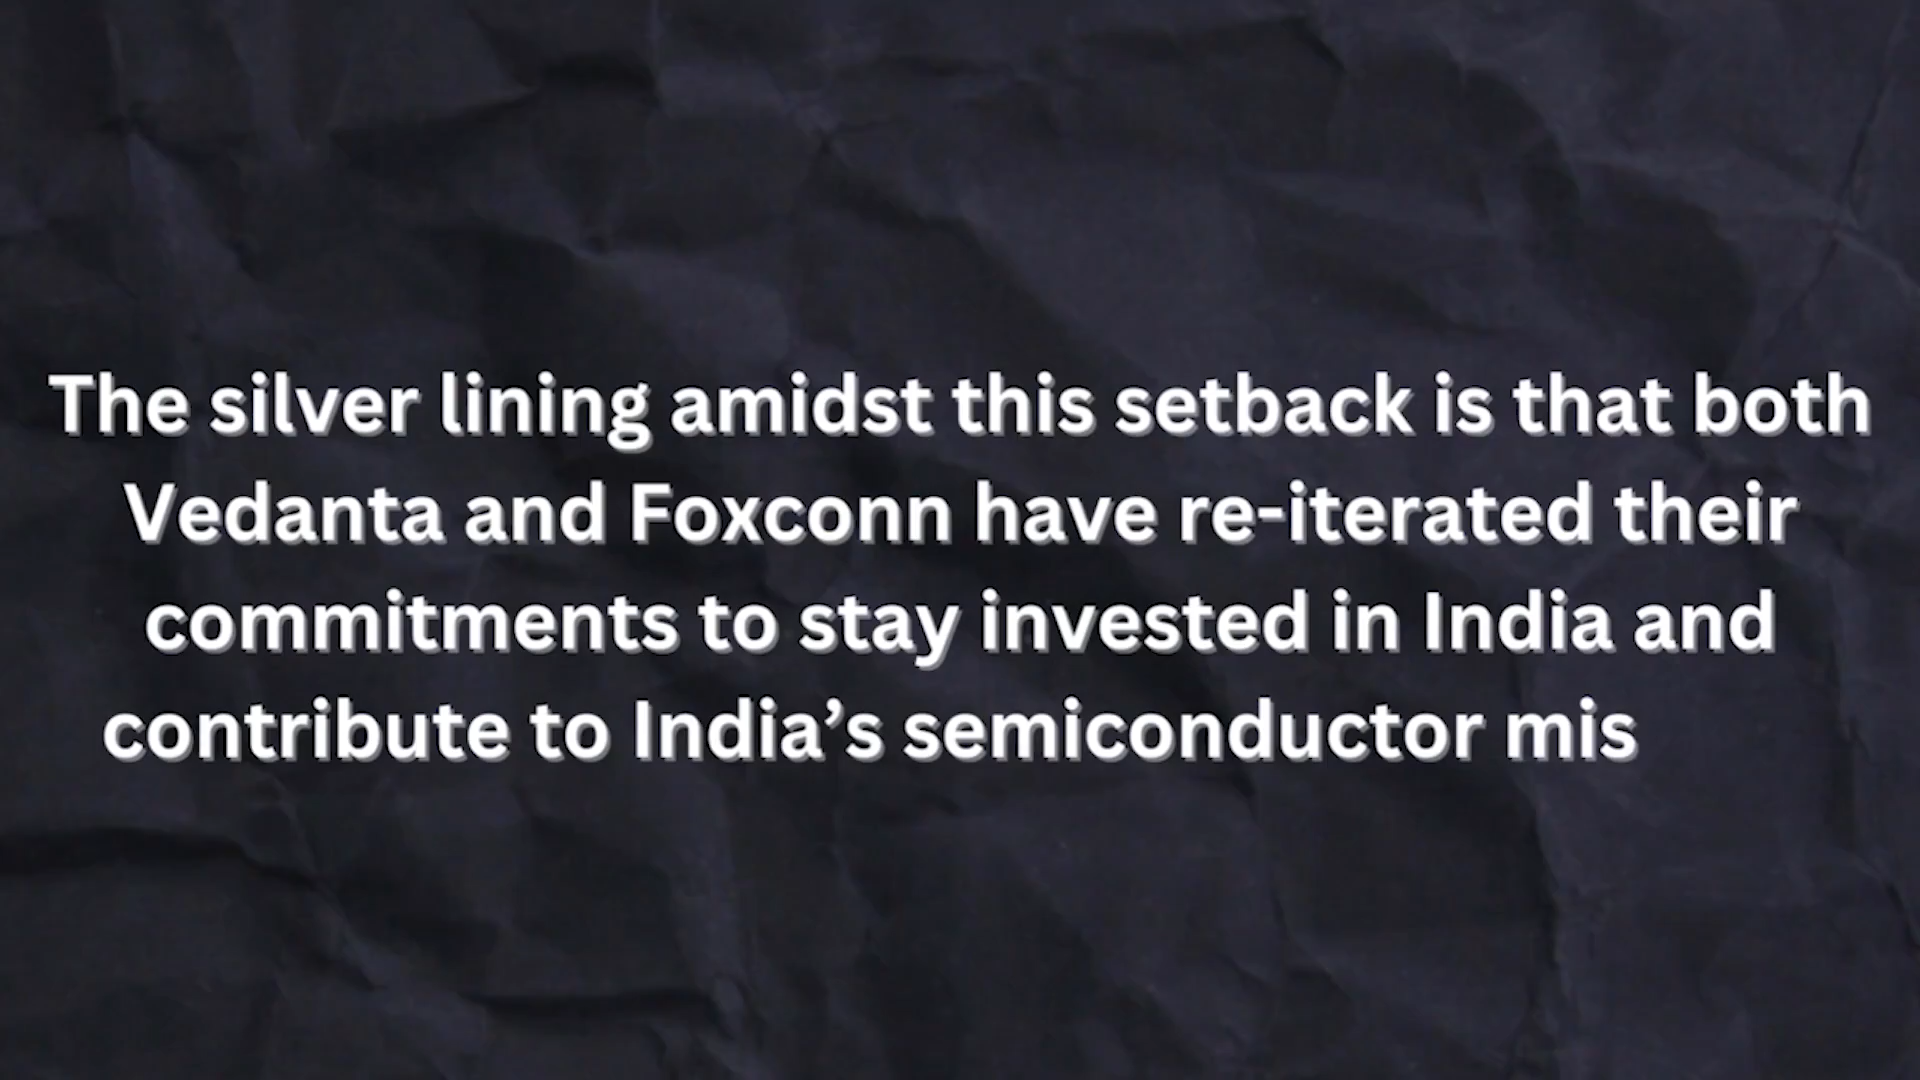 The silver lining amidst this setback is that both
Vedanta and Foxconn have re-iterated their
commitments to stay invested in India and
contribute to India’s semiconductor mis